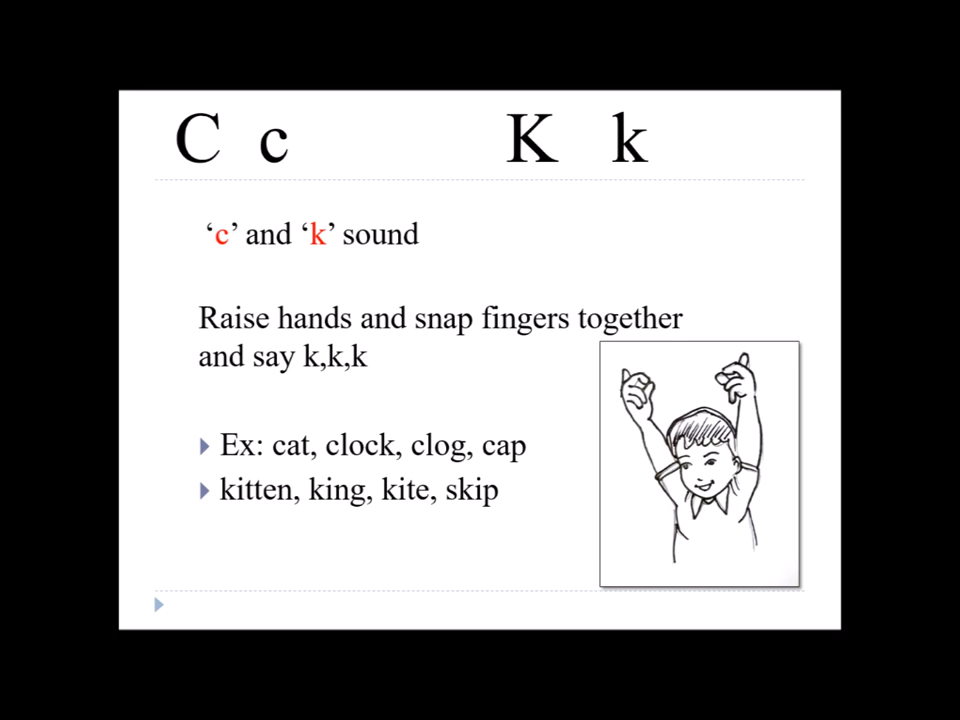 C c K k
‘c’ and ‘k’ sound
Raise hands and snap fingers together
and say k,k,k
Ex: cat, clock, clog, cap
kitten, king, kite, skip